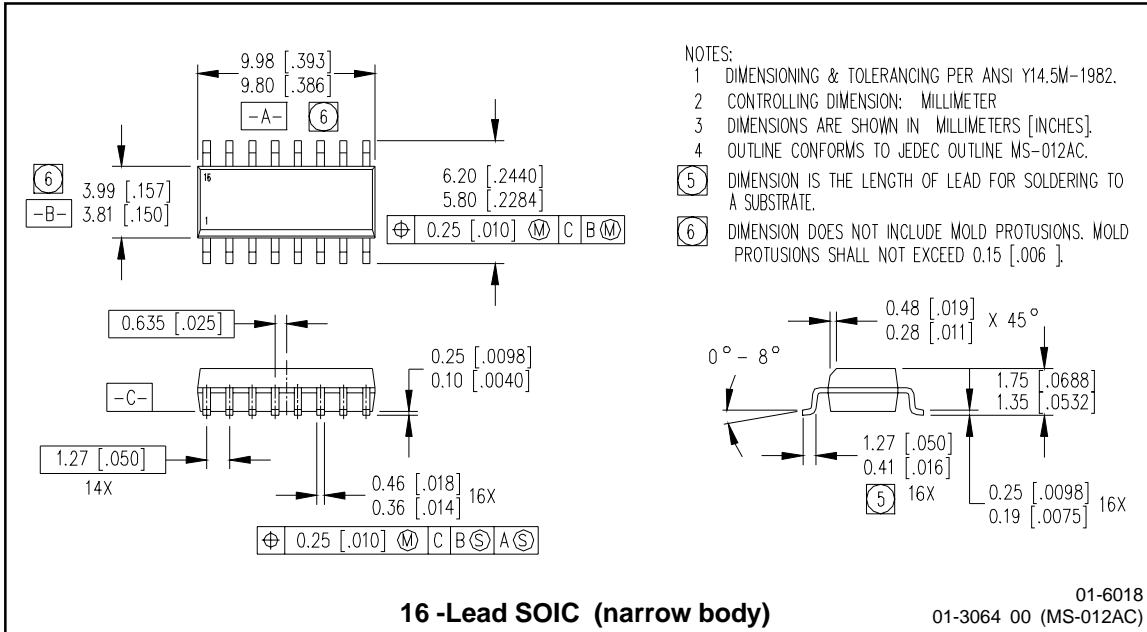 9.98 [.393]
9.80 [.386]
-A- 6
6
3.99 [.157]
3.81 [.150]
-B-
16
1
6.20 [.2440]
5.80 [.2284]
⌖ 0.25 [.010] Ⓜ C B Ⓜ
NOTES:
1 DIMENSIONING & TOLERANCING PER ANSI Y14.5M-1982.
2 CONTROLLING DIMENSION: MILLIMETER
3 DIMENSIONS ARE SHOWN IN MILLIMETERS [INCHES].
4 OUTLINE CONFORMS TO JEDEC OUTLINE MS-012AC.
5 DIMENSION IS THE LENGTH OF LEAD FOR SOLDERING TO
A SUBSTRATE.
6 DIMENSION DOES NOT INCLUDE MOLD PROTUSIONS. MOLD
PROTUSIONS SHALL NOT EXCEED 0.15 [.006 ].
0.635 [.025]
-C-
0.25 [.0098]
0.10 [.0040]
1.27 [.050]
14X
0.46 [.018]
0.36 [.014] 16X
⌖ 0.25 [.010] Ⓜ C B Ⓢ A Ⓢ
0.48 [.019]
0.28 [.011] X 45°
0° - 8°
1.75 [.0688]
1.35 [.0532]
1.27 [.050]
0.41 [.016]
5 16X
0.25 [.0098]
0.19 [.0075] 16X
16 -Lead SOIC (narrow body)
01-6018
01-3064 00 (MS-012AC)